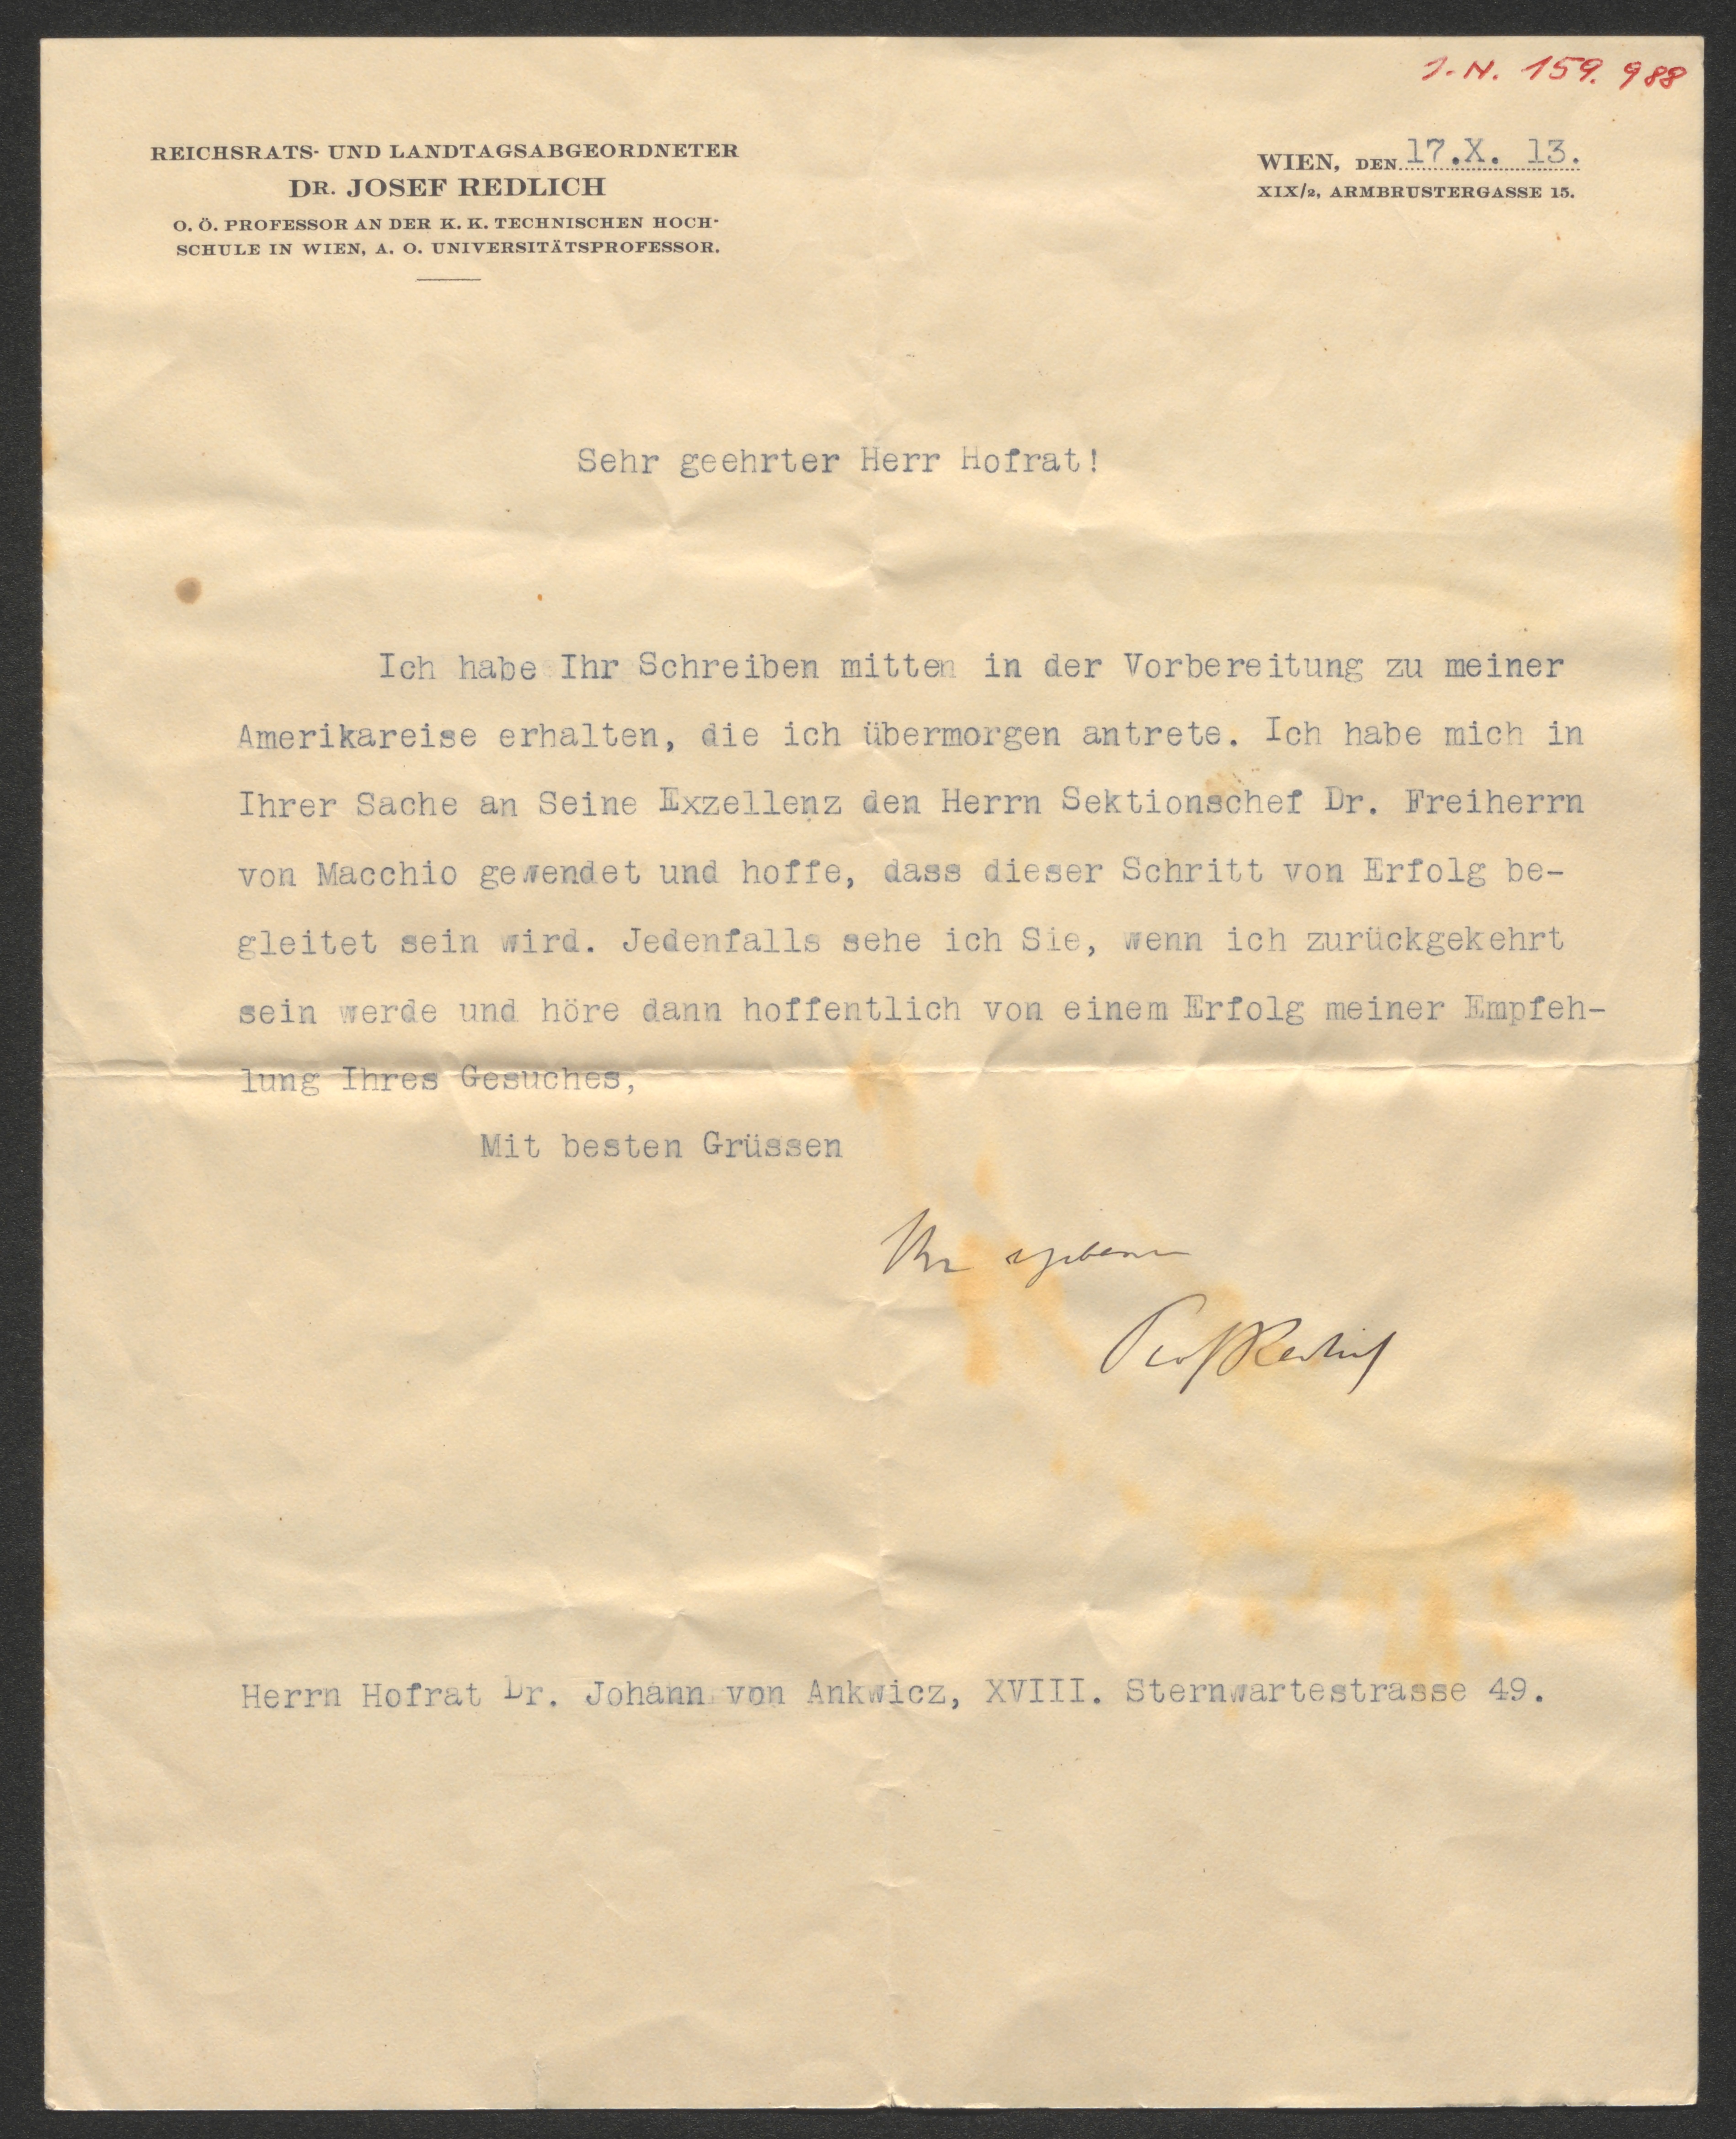 J.N. 159.988
REICHSRATS- UND LANDTAGSABGEORDNETER
DR. JOSEF REDLICH
O. Ö. PROFESSOR AN DER K. K. TECHNISCHEN HOCH-
SCHULE IN WIEN, A. O. UNIVERSITÄTSPROFESSOR.
WIEN, DEN 17.X. 13.
XIX/2, ARMBRUSTERGASSE 15.
Sehr geehrter Herr Hofrat!
Ich habe Ihr Schreiben mitten in der Vorbereitung zu meiner
Amerikareise erhalten, die ich übermorgen antrete. Ich habe mich in
Ihrer Sache an Seine Exzellenz den Herrn Sektionschef Dr. Freiherrn
von Macchio gewendet und hoffe, dass dieser Schritt von Erfolg be-
gleitet sein wird. Jedenfalls sehe ich Sie, wenn ich zurückgekehrt
sein werde und höre dann hoffentlich von einem Erfolg meiner Empfeh-
lung Ihres Gesuches,
Mit besten Grüssen
Ihr ergebener
Josef Redlich
Herrn Hofrat Dr. Johann von Ankwicz, XVIII. Sternwartestrasse 49.